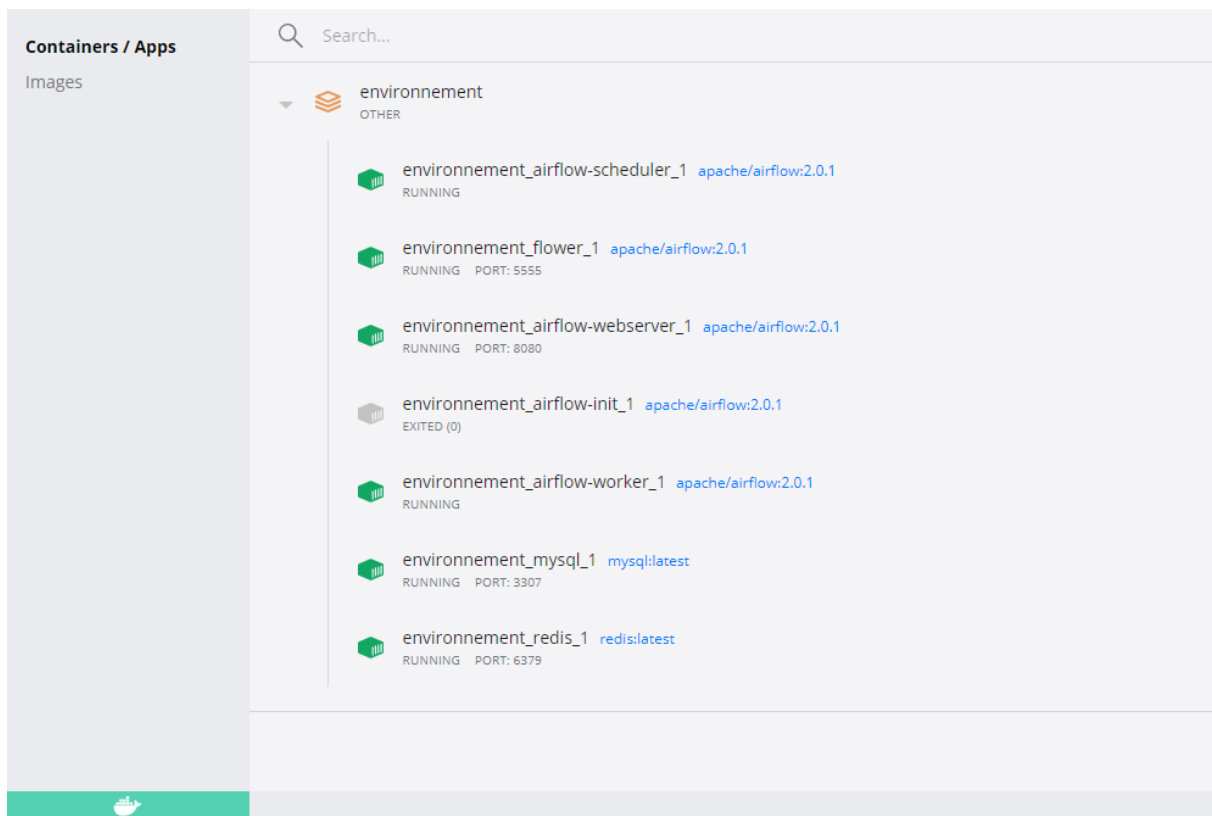 Containers / Apps
Images
Search...
environnement
OTHER
environnement_airflow-scheduler_1 apache/airflow:2.0.1
RUNNING
environnement_flower_1 apache/airflow:2.0.1
RUNNING PORT: 5555
environnement_airflow-webserver_1 apache/airflow:2.0.1
RUNNING PORT: 8080
environnement_airflow-init_1 apache/airflow:2.0.1
EXITED (0)
environnement_airflow-worker_1 apache/airflow:2.0.1
RUNNING
environnement_mysql_1 mysql:latest
RUNNING PORT: 3307
environnement_redis_1 redis:latest
RUNNING PORT: 6379